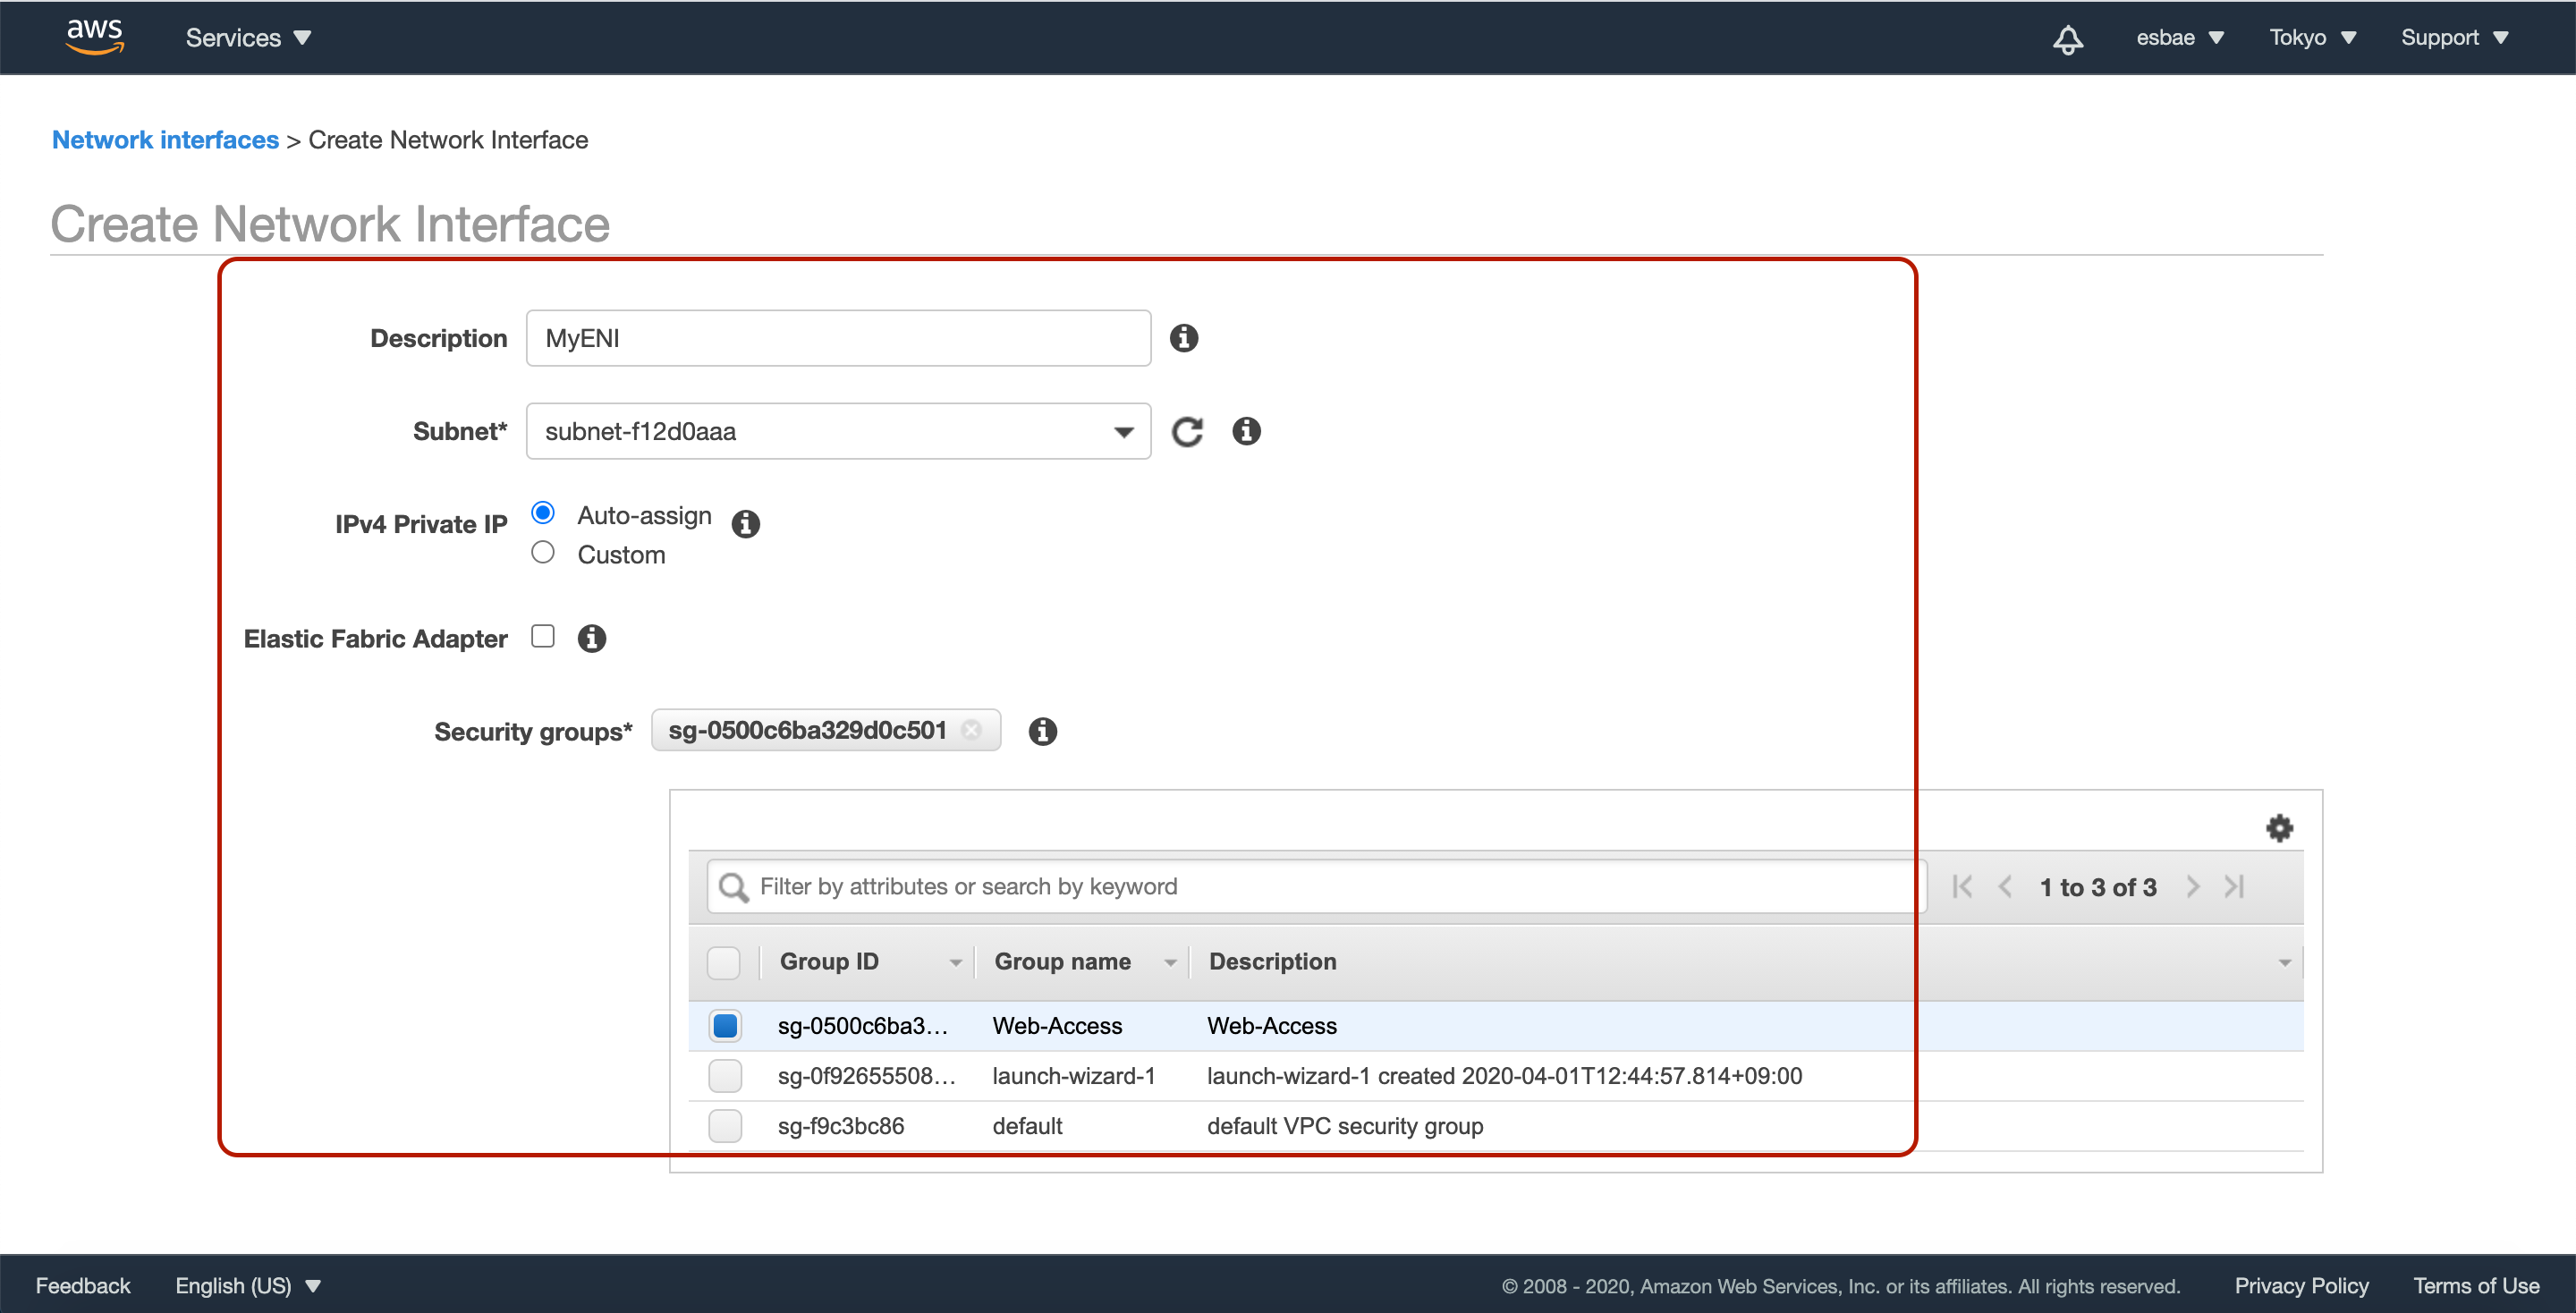 aws Services esbae Tokyo Support
Network interfaces > Create Network Interface
Create Network Interface
Description MyENI
Subnet* subnet-f12d0aaa
IPv4 Private IP Auto-assign
Custom
Elastic Fabric Adapter
Security groups* sg-0500c6ba329d0c501
Filter by attributes or search by keyword 1 to 3 of 3
Group ID Group name Description
sg-0500c6ba3... Web-Access Web-Access
sg-0f92655508... launch-wizard-1 launch-wizard-1 created 2020-04-01T12:44:57.814+09:00
sg-f9c3bc86 default default VPC security group
Feedback English (US) © 2008 - 2020, Amazon Web Services, Inc. or its affiliates. All rights reserved. Privacy Policy Terms of Use